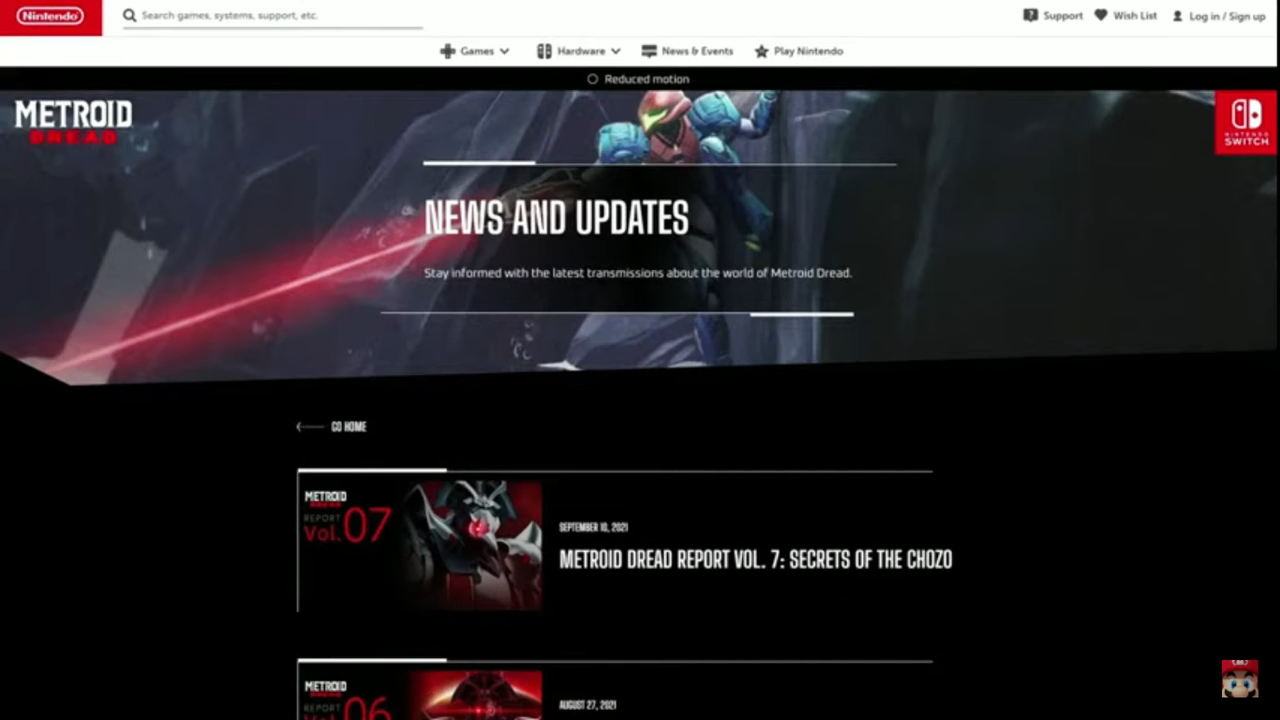 Nintendo
Search games, systems, support, etc.
Support
Wish List
Log in / Sign up
Games
Hardware
News & Events
Play Nintendo
Reduced motion
METROID
DREAD
NINTENDO
SWITCH
NEWS AND UPDATES
Stay informed with the latest transmissions about the world of Metroid Dread.
GO HOME
METROID
DREAD
REPORT
Vol. 07
SEPTEMBER 10, 2021
METROID DREAD REPORT VOL. 7: SECRETS OF THE CHOZO
METROID
DREAD
REPORT
Vol. 06
AUGUST 27, 2021